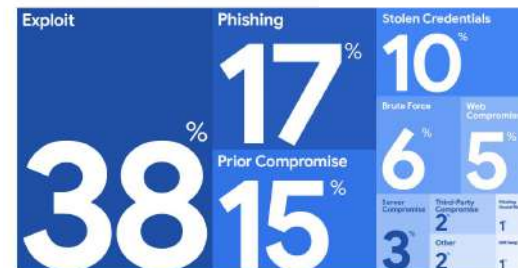 Exploit
38%
Phishing
17%
Prior Compromise
15%
Stolen Credentials
10%
Brute Force
6%
Web
Compromise
5%
Server
Compromise
3%
Third-Party
Compromise
2%
Other
2%
1%
1%